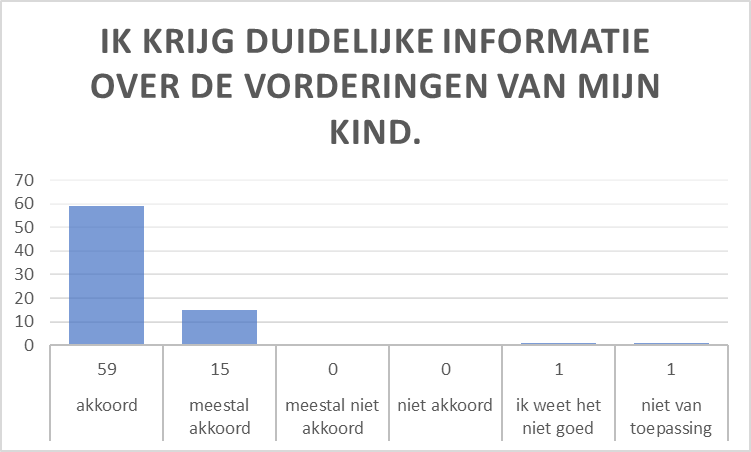 IK KRIJG DUIDELIJKE INFORMATIE
OVER DE VORDERINGEN VAN MIJN
KIND.
70
60
50
40
30
20
10
0
59 15 0 0 1 1
akkoord meestal akkoord meestal niet akkoord niet akkoord ik weet het niet goed niet van toepassing